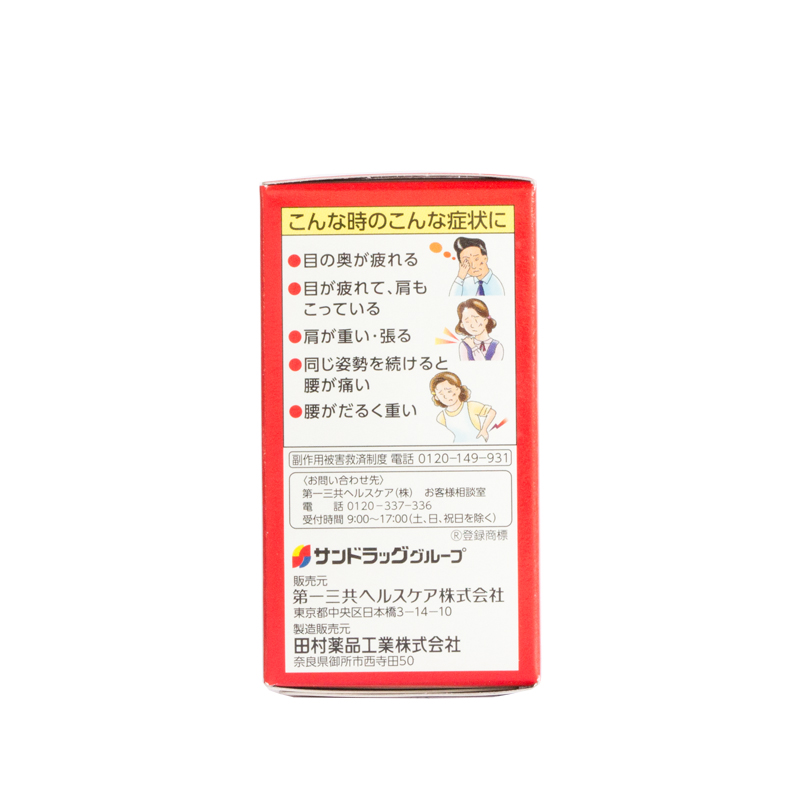 こんな時のこんな症状に
●目の奥が疲れる
●目が疲れて、肩も
こっている
●肩が重い・張る
●同じ姿勢を続けると
腰が痛い
●腰がだるく重い
副作用被害救済制度 電話 0120-149-931
〈お問い合わせ先〉
第一三共ヘルスケア(株) お客様相談室
電 話 0120-337-336
受付時間 9:00~17:00(土、日、祝日を除く)
®登録商標
サンドラッググループ
販売元
第一三共ヘルスケア株式会社
東京都中央区日本橋3-14-10
製造販売元
田村薬品工業株式会社
奈良県御所市西寺田50